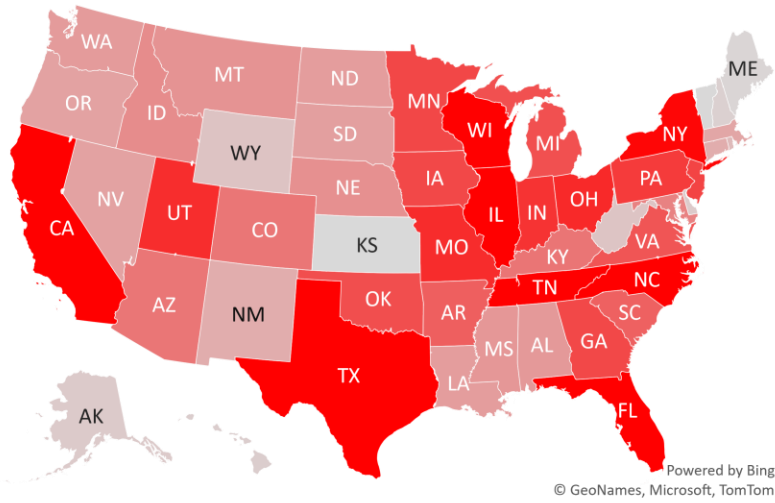 WA
ME
MT
ND
OR
MN
ID
WI
NY
SD
MI
WY
IA
PA
NE
NV
OH
UT
IL
IN
CA
CO
KS
MO
VA
KY
NC
TN
AZ
OK
NM
AR
SC
MS
AL
GA
TX
LA
AK
FL
Powered by Bing
© GeoNames, Microsoft, TomTom